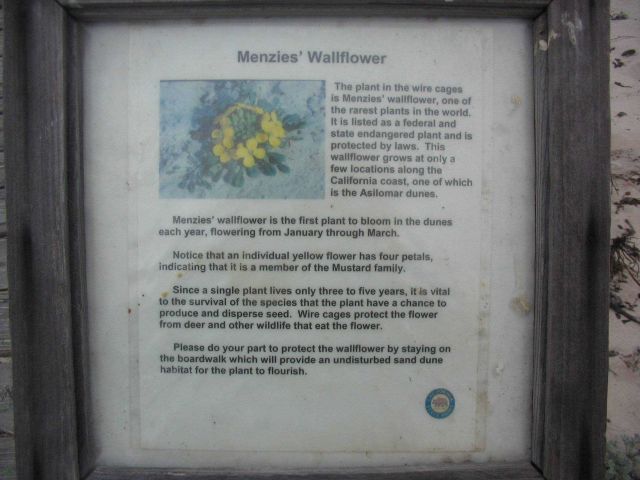 Menzies' Wallflower
The plant in the wire cages
is Menzies' wallflower, one of
the rarest plants in the world.
It is listed as a federal and
state endangered plant and is
protected by laws. This
wallflower grows at only a
few locations along the
California coast, one of which
is the Asilomar dunes.
Menzies' wallflower is the first plant to bloom in the dunes
each year, flowering from January through March.
Notice that an individual yellow flower has four petals,
indicating that it is a member of the Mustard family.
Since a single plant lives only three to five years, it is vital
to the survival of the species that the plant have a chance to
produce and disperse seed. Wire cages protect the flower
from deer and other wildlife that eat the flower.
Please do your part to protect the wallflower by staying on
the boardwalk which will provide an undisturbed sand dune
habitat for the plant to flourish.